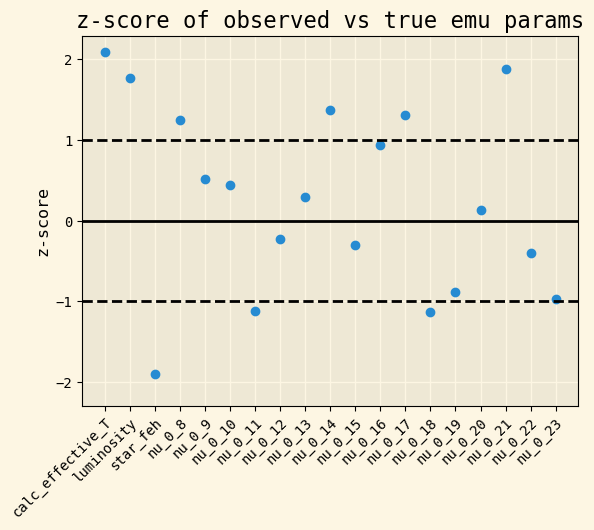 z-score of observed vs true emu params
z-score
2
1
0
−1
−2
calc_effective_T
luminosity
star_feh
nu_0_8
nu_0_9
nu_0_10
nu_0_11
nu_0_12
nu_0_13
nu_0_14
nu_0_15
nu_0_16
nu_0_17
nu_0_18
nu_0_19
nu_0_20
nu_0_21
nu_0_22
nu_0_23